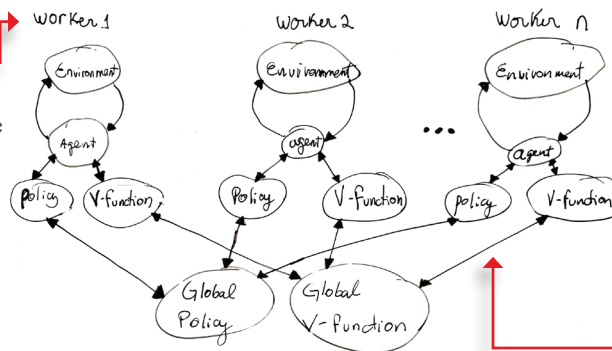 Worker 1
Worker 2
Worker n
Environment
Environment
Environment
Agent
agent
agent
...
Policy
V-function
Policy
V-function
policy
V-function
Global
Policy
Global
V-function